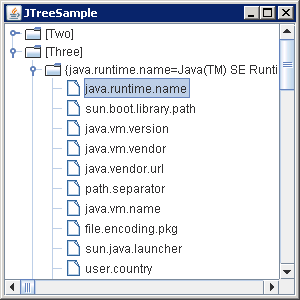 JTreeSample
[Two]
[Three]
{java.runtime.name=Java(TM) SE Runti
java.runtime.name
sun.boot.library.path
java.vm.version
java.vm.vendor
java.vendor.url
path.separator
java.vm.name
file.encoding.pkg
sun.java.launcher
user.country